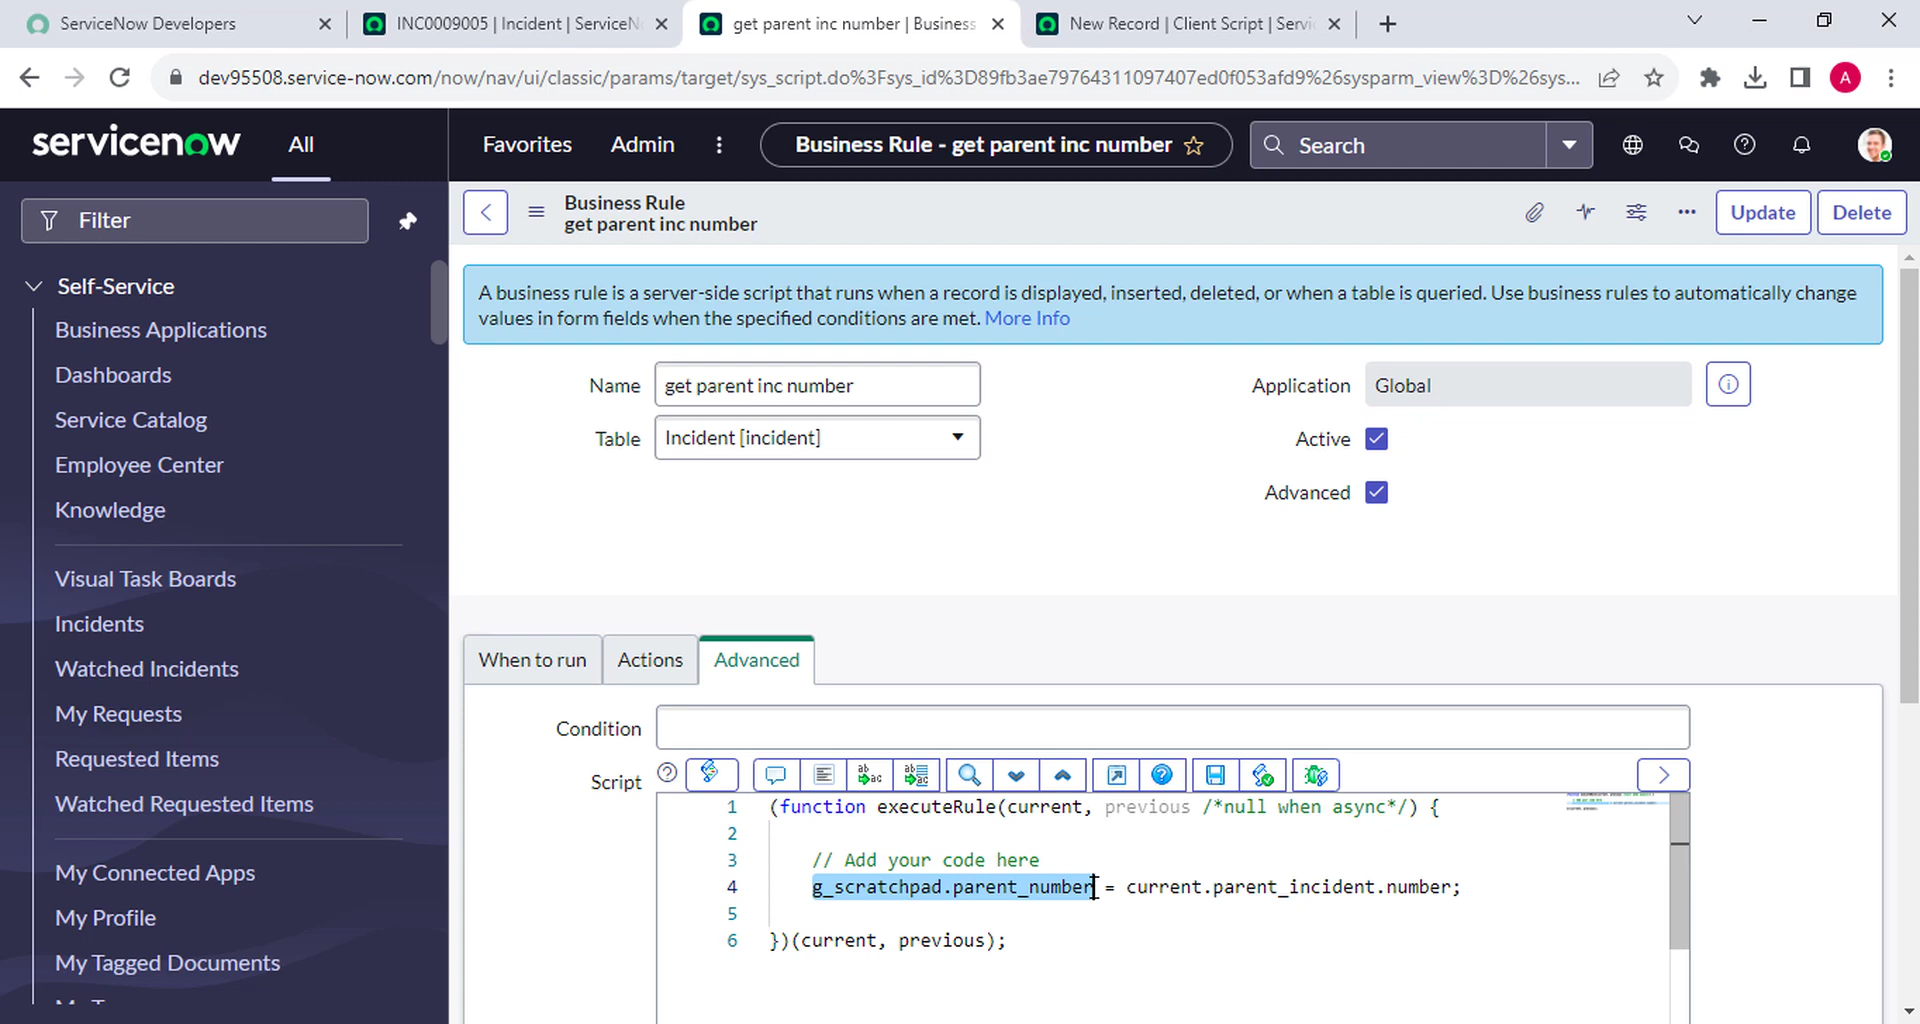 ServiceNow Developers
INC0009005 | Incident | ServiceN
get parent inc number | Business
New Record | Client Script | Servi
dev95508.service-now.com/now/nav/ui/classic/params/target/sys_script.do%3Fsys_id%3D89fb3ae79764311097407ed0f053afd9%26sysparm_view%3D%26sys...
A
servicenow
All
Favorites
Admin
Business Rule - get parent inc number
Search
Filter
Business Rule
get parent inc number
Update
Delete
Self-Service
Business Applications
Dashboards
Service Catalog
Employee Center
Knowledge
Visual Task Boards
Incidents
Watched Incidents
My Requests
Requested Items
Watched Requested Items
My Connected Apps
My Profile
My Tagged Documents
A business rule is a server-side script that runs when a record is displayed, inserted, deleted, or when a table is queried. Use business rules to automatically change
values in form fields when the specified conditions are met. More Info
Name
get parent inc number
Application
Global
Table
Incident [incident]
Active
Advanced
When to run
Actions
Advanced
Condition
Script
1 (function executeRule(current, previous /*null when async*/) {
2
3 // Add your code here
4 g_scratchpad.parent_number = current.parent_incident.number;
5
6 })(current, previous);